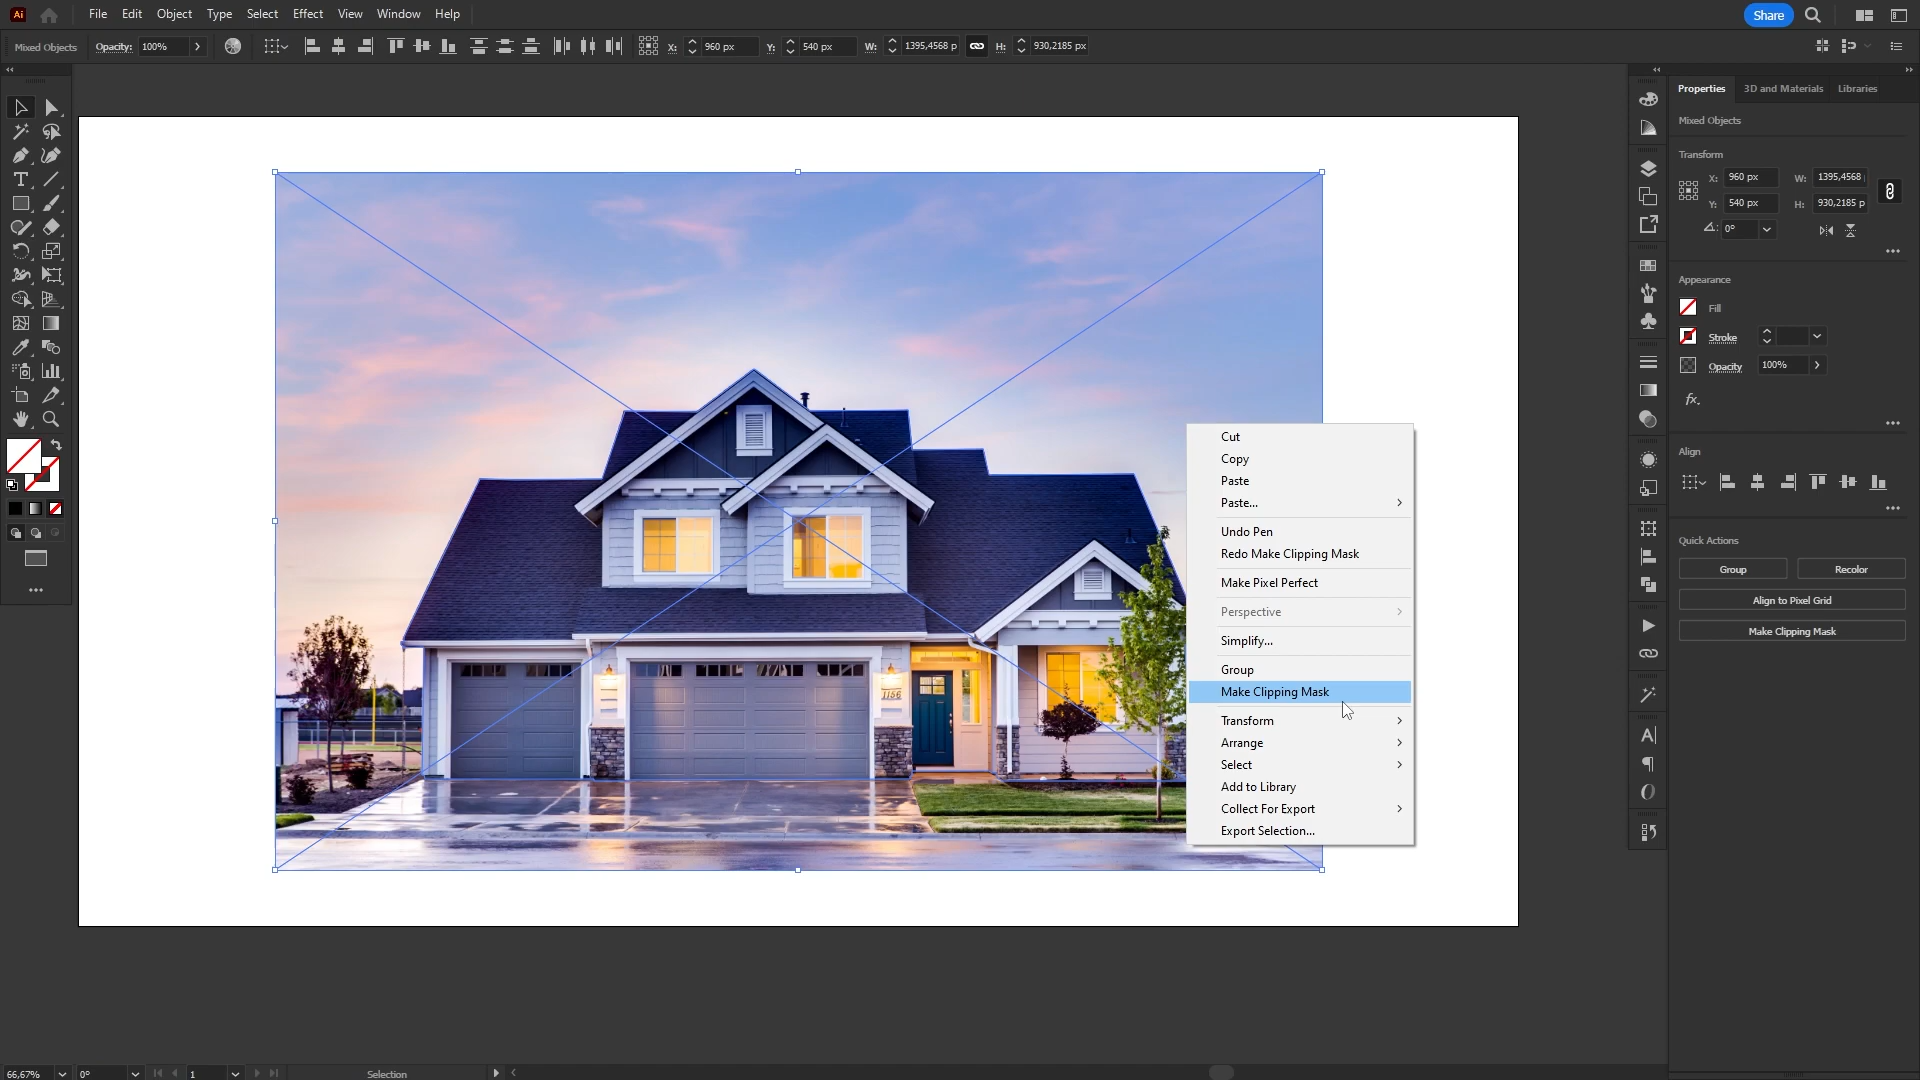 Ai File Edit Object Type Select Effect View Window Help Share
Mixed Objects Opacity: 100% X: 960 px Y: 540 px W: 1395,4568 p H: 930,2185 px
Properties 3D and Materials Libraries
Mixed Objects
Transform
X: 960 px W: 1395,4568
Y: 540 px H: 930,2185 p
0°
Appearance
Fill
Stroke
Opacity 100%
fx.
Align
Quick Actions
Group Recolor
Align to Pixel Grid
Make Clipping Mask
Cut
Copy
Paste
Paste...
Undo Pen
Redo Make Clipping Mask
Make Pixel Perfect
Perspective
Simplify...
Group
Make Clipping Mask
Transform
Arrange
Select
Add to Library
Collect For Export
Export Selection...
1156
66,67% 0° 1 Selection